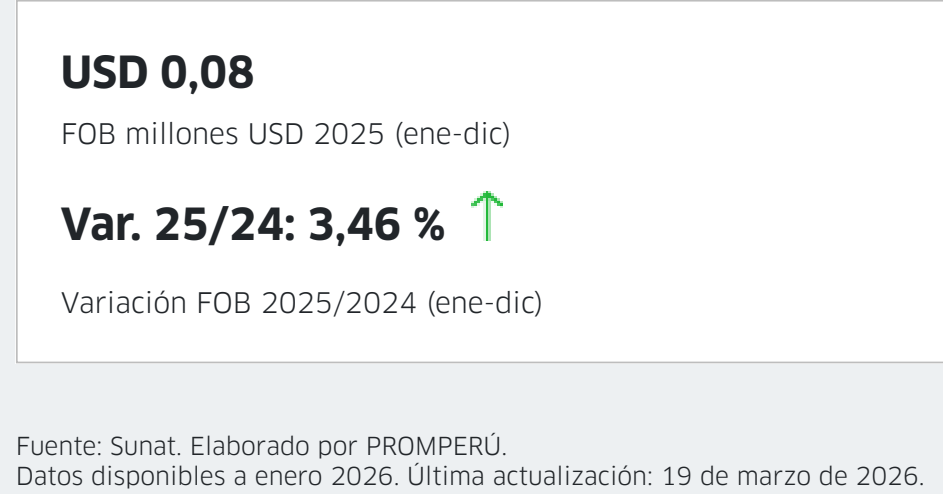 USD 0,08
FOB millones USD 2025 (ene-dic)
Var. 25/24: 3,46 %
Variación FOB 2025/2024 (ene-dic)
Fuente: Sunat. Elaborado por PROMPERÚ.
Datos disponibles a enero 2026. Última actualización: 19 de marzo de 2026.